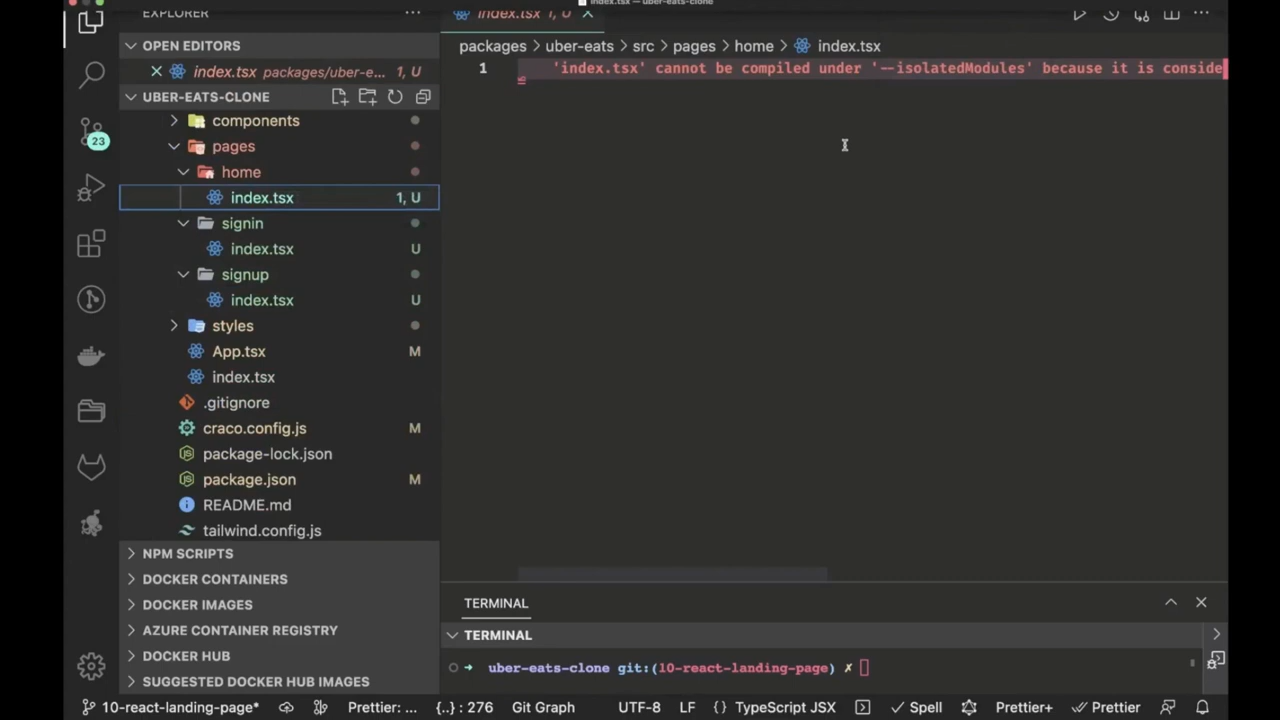 index.tsx — uber-eats-clone
EXPLORER
OPEN EDITORS
index.tsx packages/uber-e... 1, U
UBER-EATS-CLONE
components
pages
home
index.tsx 1, U
signin
index.tsx U
signup
index.tsx U
styles
App.tsx M
index.tsx
.gitignore
craco.config.js M
package-lock.json
package.json M
README.md
tailwind.config.js
NPM SCRIPTS
DOCKER CONTAINERS
DOCKER IMAGES
AZURE CONTAINER REGISTRY
DOCKER HUB
SUGGESTED DOCKER HUB IMAGES
23
index.tsx 1, U
packages > uber-eats > src > pages > home > index.tsx
1 'index.tsx' cannot be compiled under '--isolatedModules' because it is conside
TERMINAL
TERMINAL
uber-eats-clone git:(10-react-landing-page) ✗
10-react-landing-page* Prettier: ... {..} : 276 Git Graph UTF-8 LF {} TypeScript JSX Spell Prettier+ Prettier